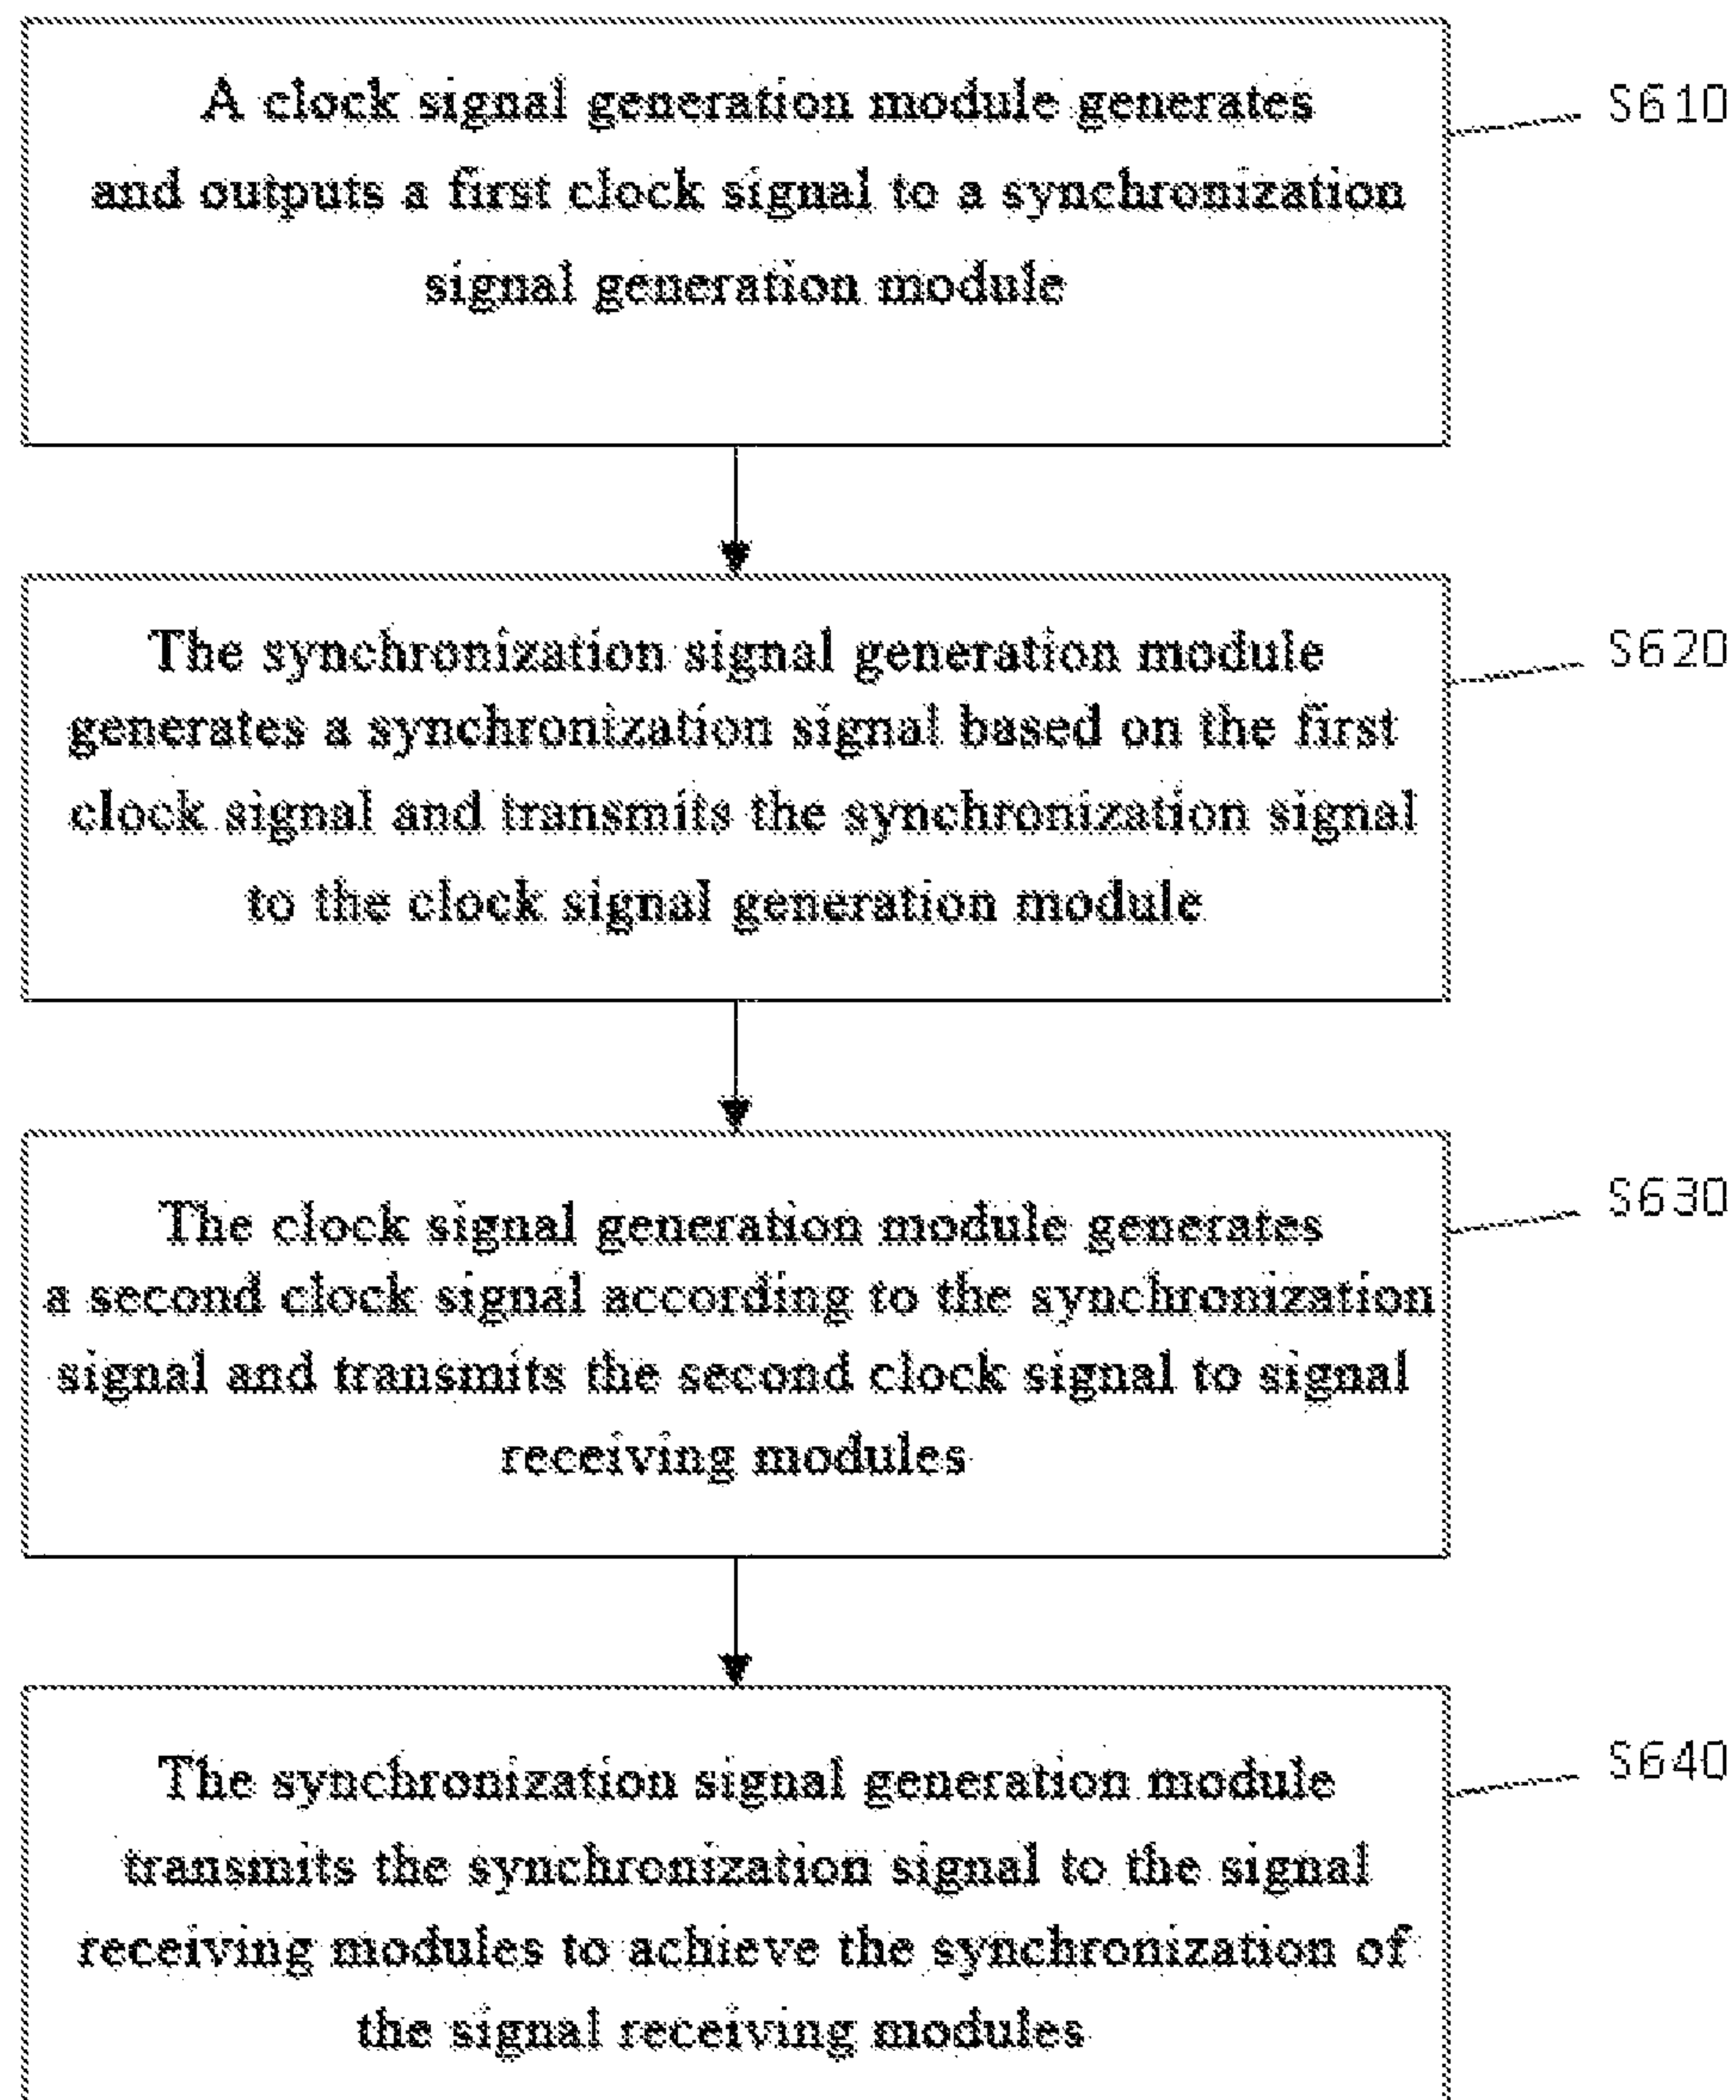 A clock signal generation module generates
and outputs a first clock signal to a synchronization
signal generation module
S610
The synchronization signal generation module
generates a synchronization signal based on the first
clock signal and transmits the synchronization signal
to the clock signal generation module
S620
The clock signal generation module generates
a second clock signal according to the synchronization
signal and transmits the second clock signal to signal
receiving modules
S630
The synchronization signal generation module
transmits the synchronization signal to the signal
receiving modules to achieve the synchronization of
the signal receiving modules
S640